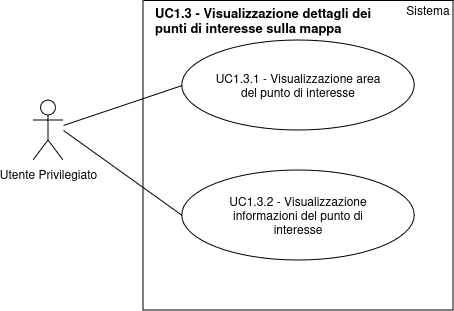 UC1.3 - Visualizzazione dettagli dei
punti di interesse sulla mappa
Sistema
UC1.3.1 - Visualizzazione area
del punto di interesse
Utente Privilegiato
UC1.3.2 - Visualizzazione
informazioni del punto di
interesse